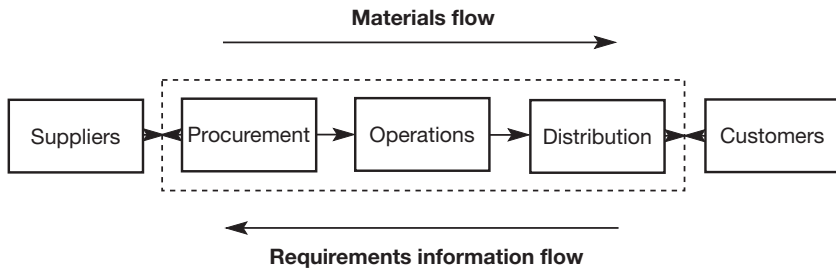 Materials flow
Suppliers
Procurement
Operations
Distribution
Customers
Requirements information flow